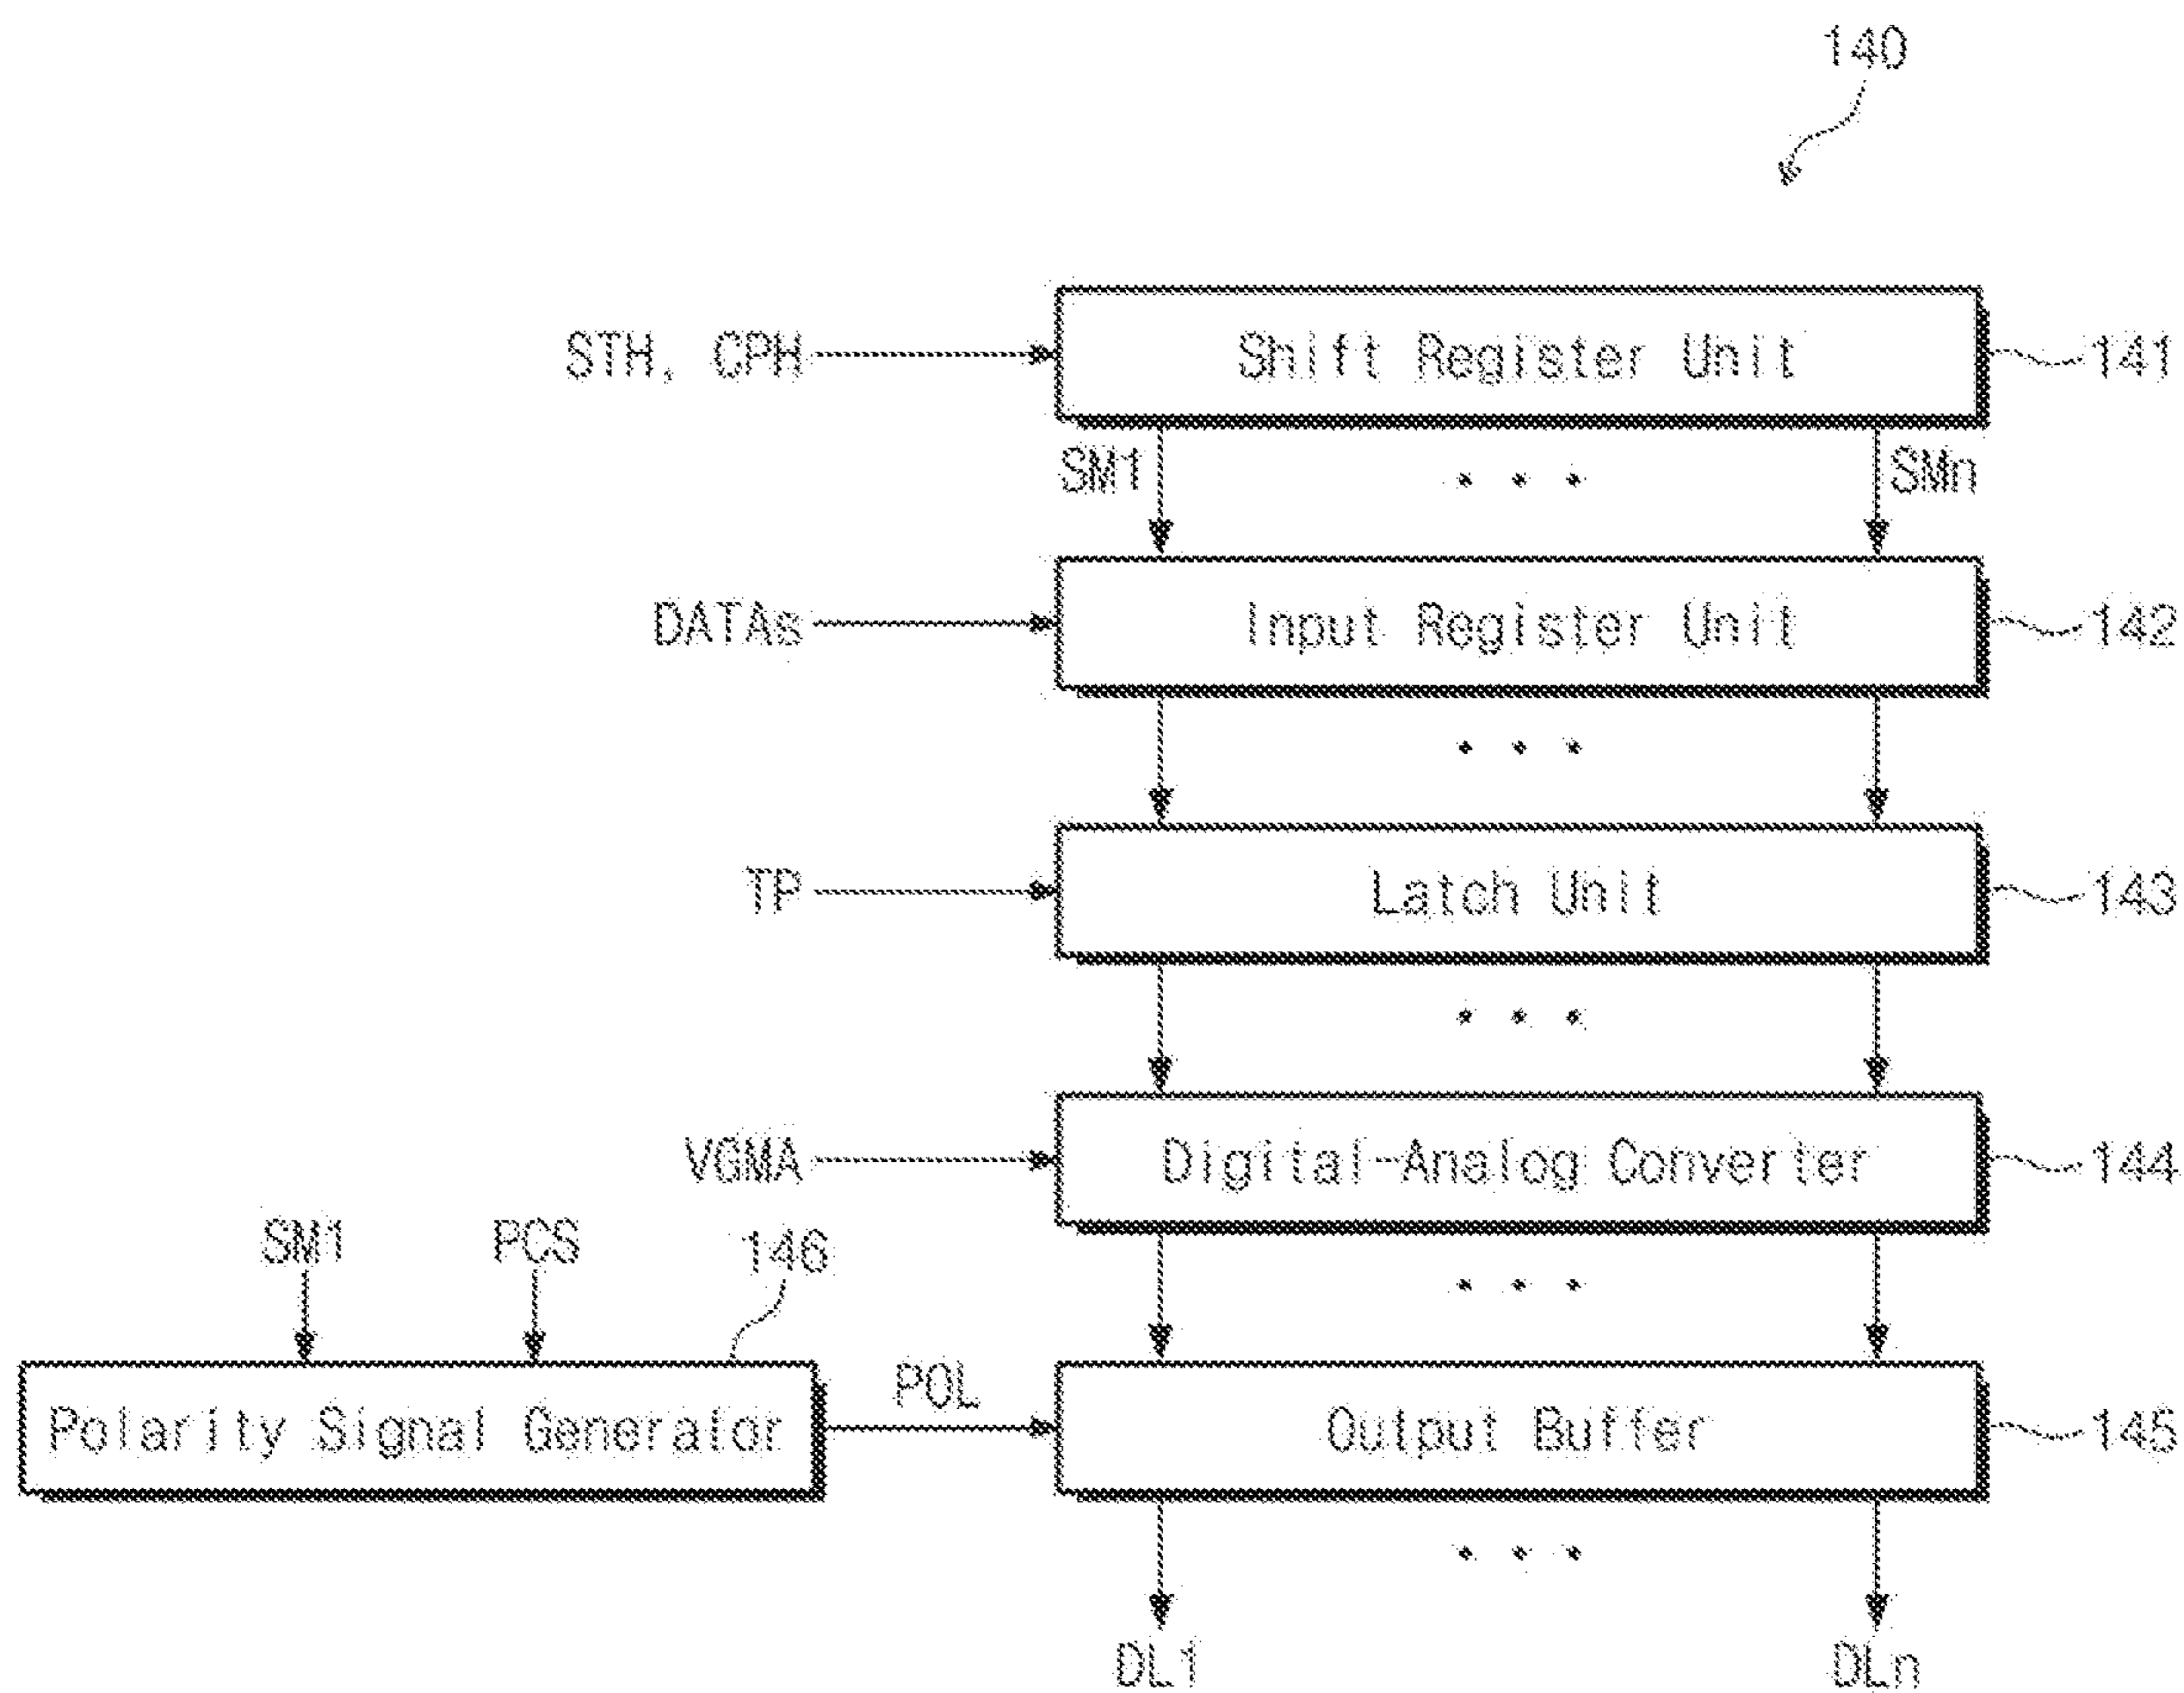 140
STH, CPH
Shift Register Unit
141
SM1
SMn
DATAs
Input Register Unit
142
TP
Latch Unit
143
VGMA
Digital-Analog Converter
144
SM1
PCS
146
Polarity Signal Generator
POL
Output Buffer
145
DL1
DLn